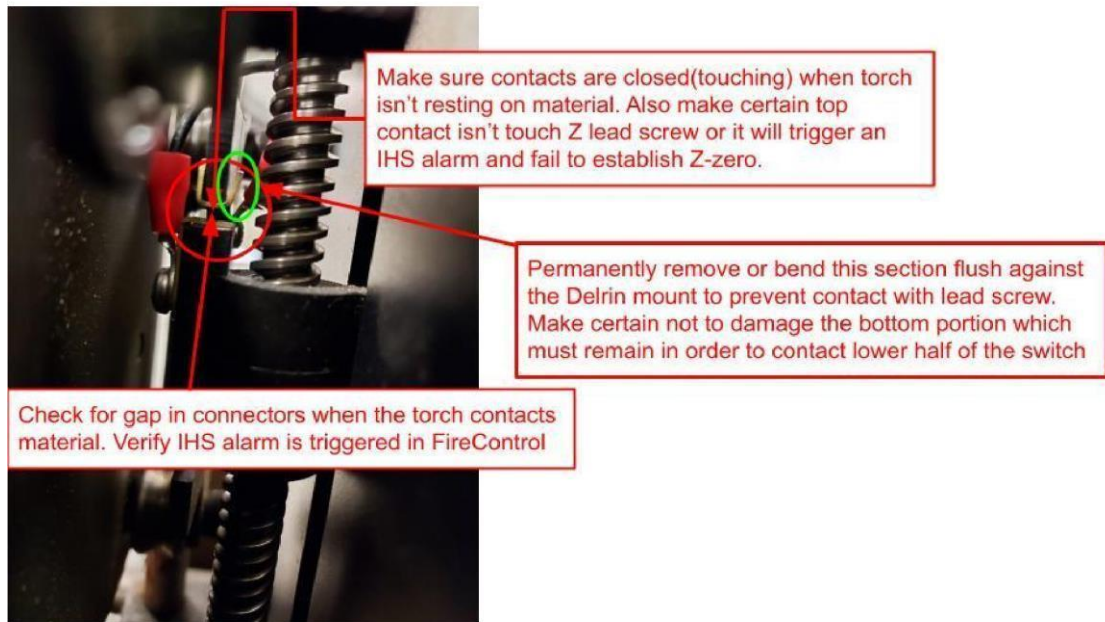 Make sure contacts are closed(touching) when torch
isn't resting on material. Also make certain top
contact isn't touch Z lead screw or it will trigger an
IHS alarm and fail to establish Z-zero.
Permanently remove or bend this section flush against
the Delrin mount to prevent contact with lead screw.
Make certain not to damage the bottom portion which
must remain in order to contact lower half of the switch
Check for gap in connectors when the torch contacts
material. Verify IHS alarm is triggered in FireControl